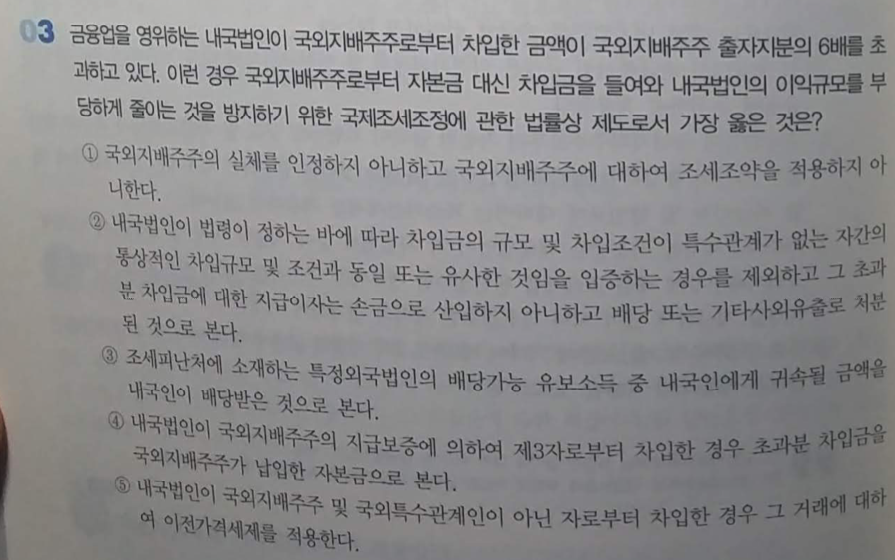 03 금융업을 영위하는 내국법인이 국외지배주주로부터 차입한 금액이 국외지배주주 출자지분의 6배를 초
과하고 있다. 이런 경우 국외지배주주로부터 자본금 대신 차입금을 들여와 내국법인의 이익규모를 부
당하게 줄이는 것을 방지하기 위한 국제조세조정에 관한 법률상 제도로서 가장 옳은 것은?
① 국외지배주주의 실체를 인정하지 아니하고 국외지배주주에 대하여 조세조약을 적용하지 아
니한다.
② 내국법인이 법령이 정하는 바에 따라 차입금의 규모 및 차입조건이 특수관계가 없는 자간의
통상적인 차입규모 및 조건과 동일 또는 유사한 것임을 입증하는 경우를 제외하고 그 초과
분 차입금에 대한 지급이자는 손금으로 산입하지 아니하고 배당 또는 기타사외유출로 처분
된 것으로 본다.
③ 조세피난처에 소재하는 특정외국법인의 배당가능 유보소득 중 내국인에게 귀속될 금액을
내국인이 배당받은 것으로 본다.
④ 내국법인이 국외지배주주의 지급보증에 의하여 제3자로부터 차입한 경우 초과분 차입금을
국외지배주주가 납입한 자본금으로 본다.
⑤ 내국법인이 국외지배주주 및 국외특수관계인이 아닌 자로부터 차입한 경우 그 거래에 대하
여 이전가격세제를 적용한다.